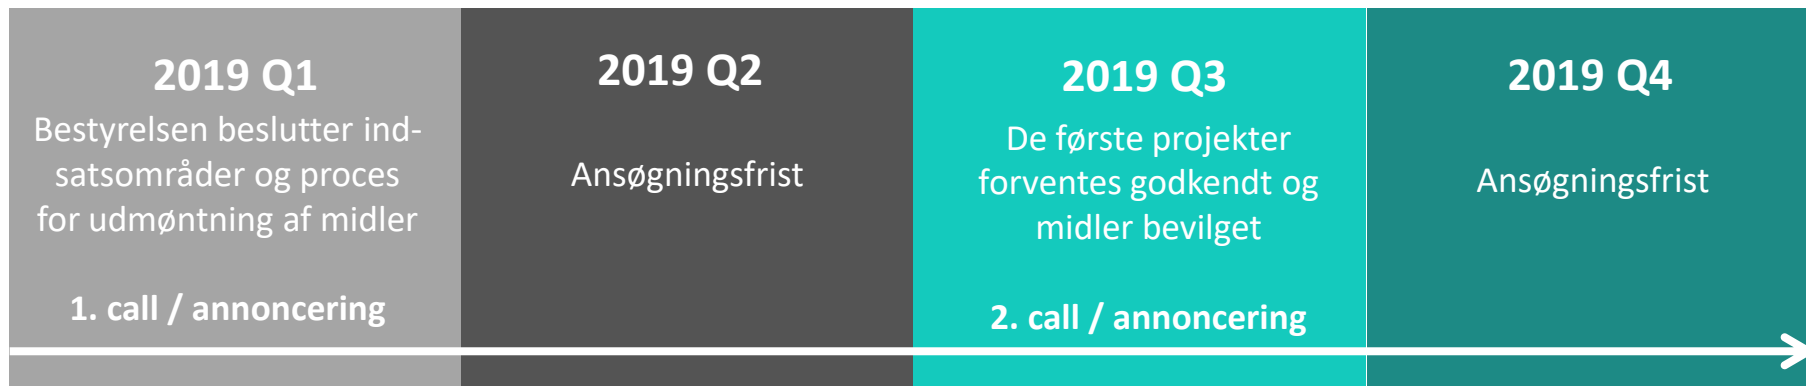 2019 Q1
Bestyrelsen beslutter ind-
satsområder og proces
for udmøntning af midler
1. call / annoncering
2019 Q2
Ansøgningsfrist
2019 Q3
De første projekter
forventes godkendt og
midler bevilget
2. call / annoncering
2019 Q4
Ansøgningsfrist